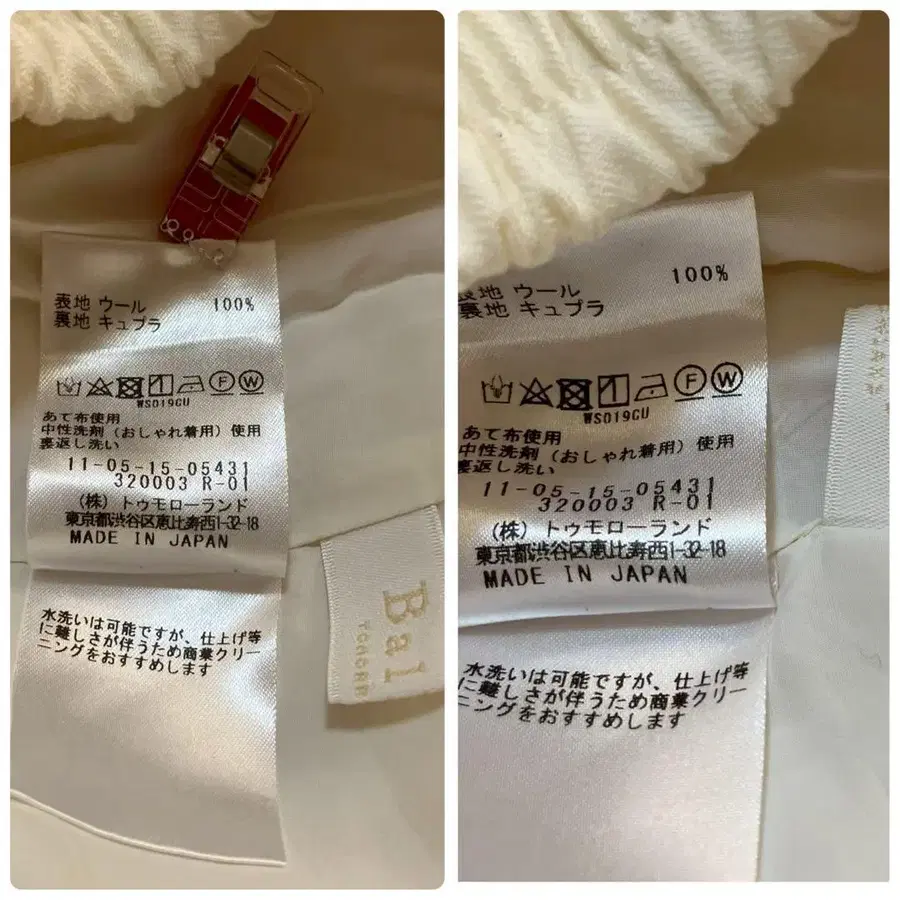 表地 ウール 100%
裏地 キュプラ
F W
WS019CU
あて布使用
中性洗剤（おしゃれ着用）使用
裏返し洗い
11-05-15-05431
320003 R-01
（株）トゥモローランド
東京都渋谷区恵比寿西1-32-18
MADE IN JAPAN
水洗いは可能ですが、仕上げ等
に難しさが伴うため商業クリー
ニングをおすすめします
Bal
表地 ウール 100%
裏地 キュプラ
F W
WS019CU
あて布使用
中性洗剤（おしゃれ着用）使用
裏返し洗い
11-05-15-05431
320003 R-01
（株）トゥモローランド
東京都渋谷区恵比寿西1-32-18
MADE IN JAPAN
水洗いは可能ですが、仕上げ等
に難しさが伴うため商業クリー
ニングをおすすめします